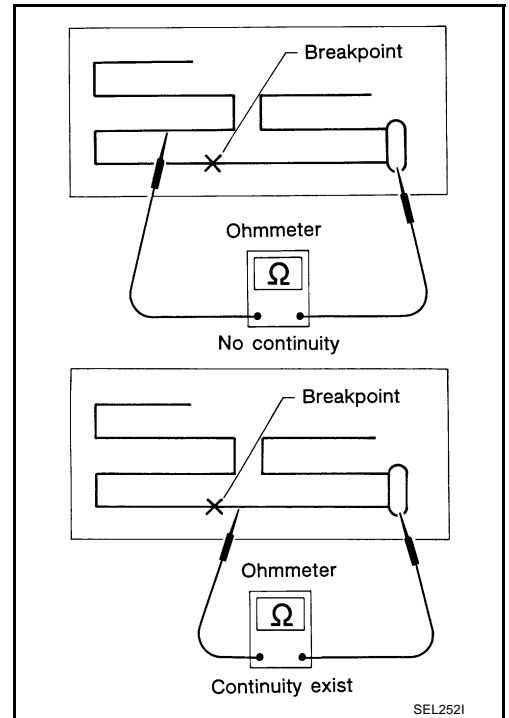 Breakpoint
Ohmmeter
Ω
No continuity
Breakpoint
Ohmmeter
Ω
Continuity exist
SEL252I